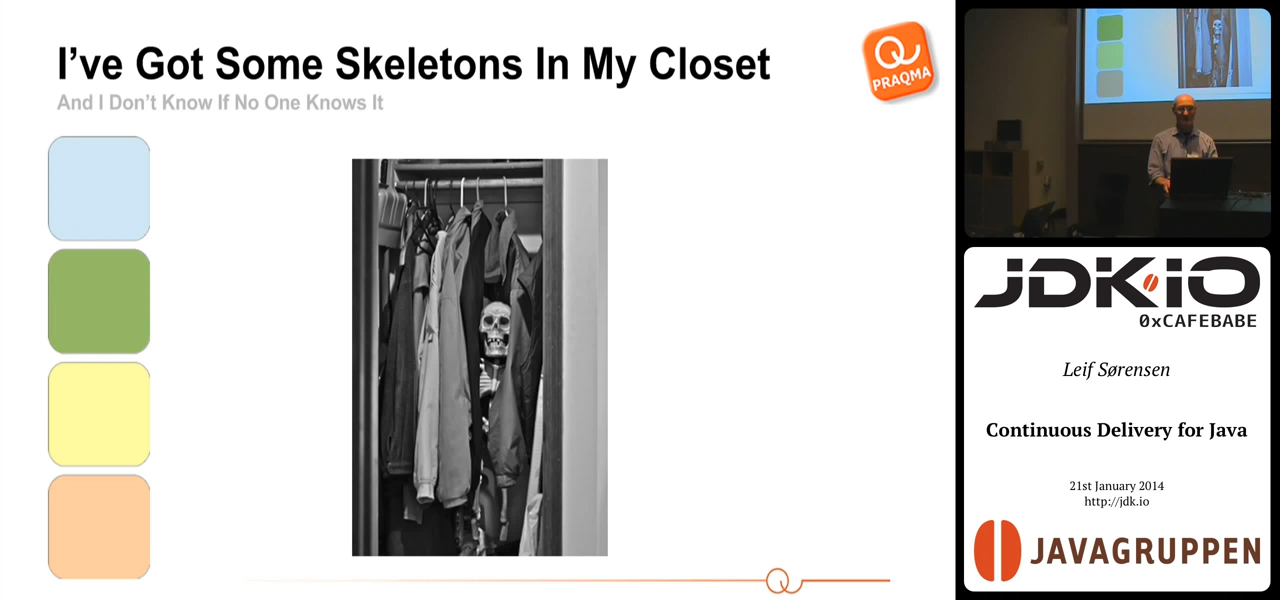 I've Got Some Skeletons In My Closet
And I Don't Know If No One Knows It
PRAQMA
JDK.IO
0xCAFEBABE
Leif Sørensen
Continuous Delivery for Java
21st January 2014
http://jdk.io
JAVAGRUPPEN